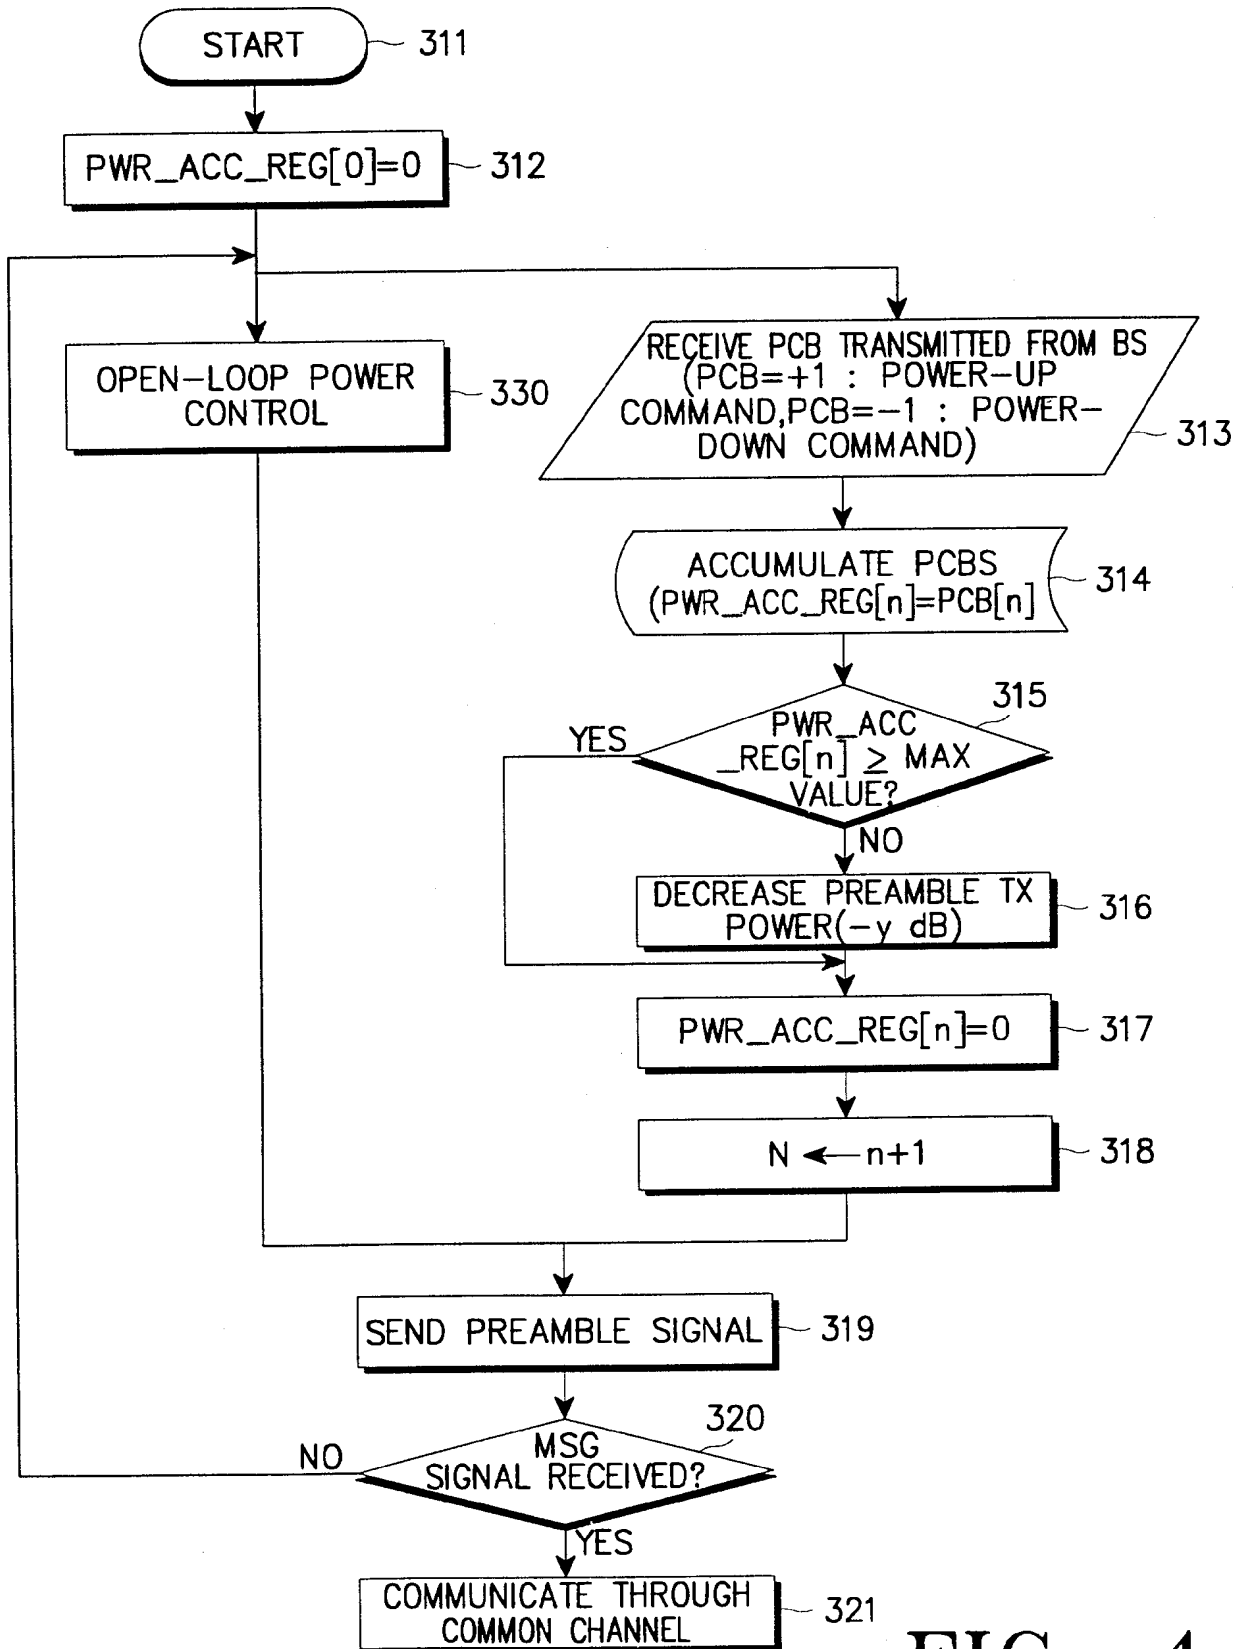 START
311
PWR_ACC_REG[0]=0
312
OPEN-LOOP POWER
CONTROL
330
RECEIVE PCB TRANSMITTED FROM BS
(PCB=+1 : POWER-UP
COMMAND,PCB=-1 : POWER-
DOWN COMMAND)
313
ACCUMULATE PCBS
(PWR_ACC_REG[n]=PCB[n]
314
315
PWR_ACC
_REG[n] ≥ MAX
VALUE?
YES
NO
DECREASE PREAMBLE TX
POWER(-y dB)
316
PWR_ACC_REG[n]=0
317
N ← n+1
318
SEND PREAMBLE SIGNAL
319
320
MSG
SIGNAL RECEIVED?
NO
YES
COMMUNICATE THROUGH
COMMON CHANNEL
321
FIG. 4